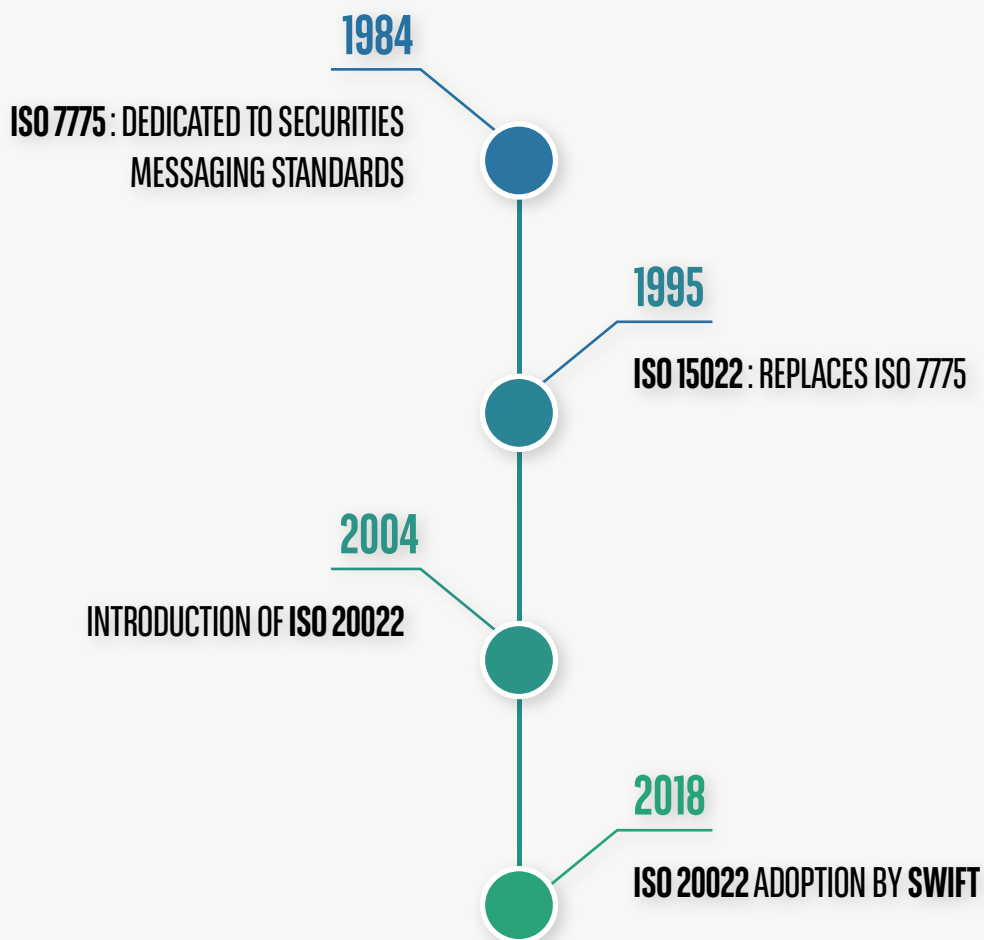 1984
ISO 7775 : DEDICATED TO SECURITIES
MESSAGING STANDARDS
1995
ISO 15022 : REPLACES ISO 7775
2004
INTRODUCTION OF ISO 20022
2018
ISO 20022 ADOPTION BY SWIFT